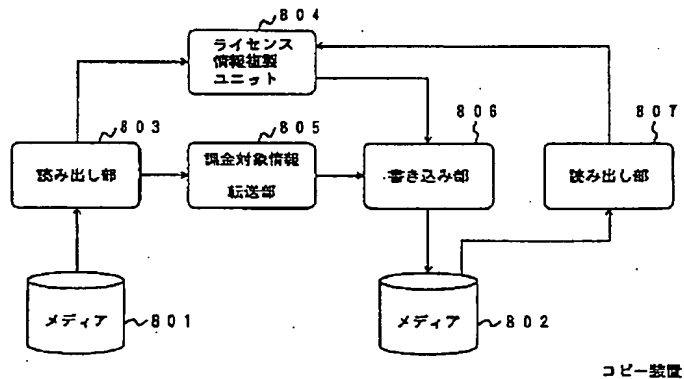 804
ライセンス
情報複製
ユニット
803
805
806
807
読み出し部
課金対象情報
転送部
書き込み部
読み出し部
メディア
801
メディア
802
コピー装置